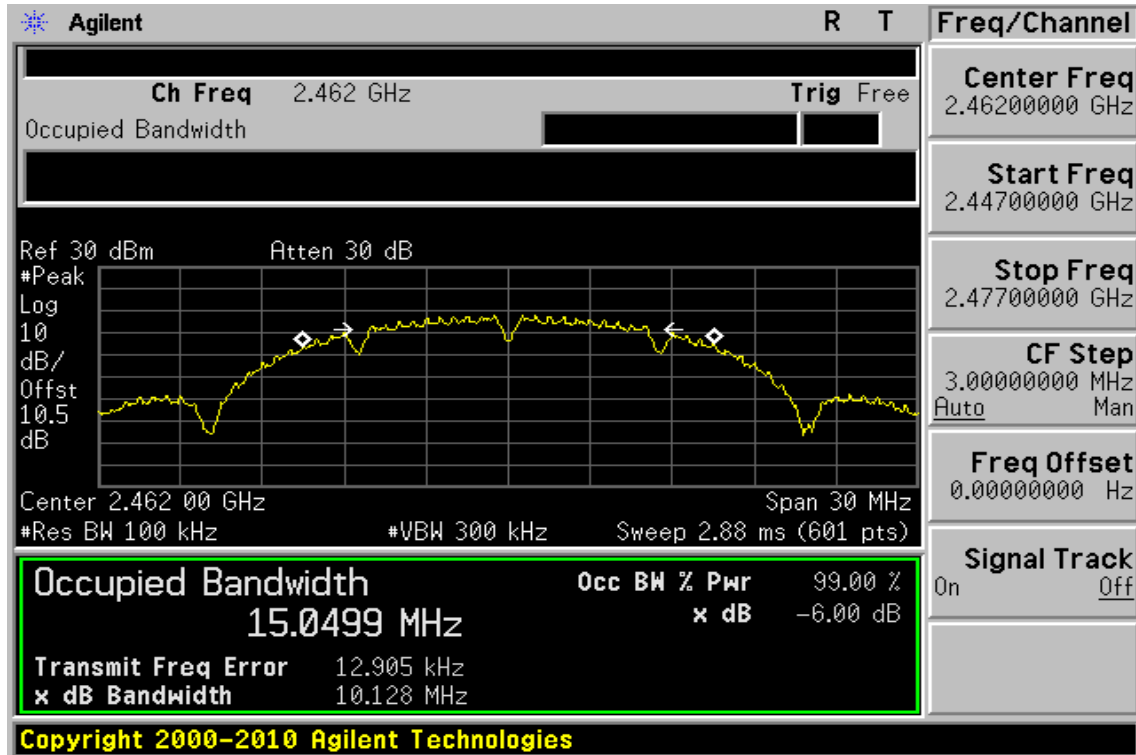 Agilent R T
Ch Freq 2.462 GHz Trig Free
Occupied Bandwidth
Ref 30 dBm Atten 30 dB
#Peak
Log
10
dB/
Offst
10.5
dB
Center 2.462 00 GHz Span 30 MHz
#Res BW 100 kHz #VBW 300 kHz Sweep 2.88 ms (601 pts)
Occupied Bandwidth Occ BW % Pwr 99.00 %
15.0499 MHz x dB -6.00 dB
Transmit Freq Error 12.905 kHz
x dB Bandwidth 10.128 MHz
Copyright 2000-2010 Agilent Technologies
Freq/Channel
Center Freq
2.46200000 GHz
Start Freq
2.44700000 GHz
Stop Freq
2.47700000 GHz
CF Step
3.00000000 MHz
Auto Man
Freq Offset
0.00000000 Hz
Signal Track
On Off